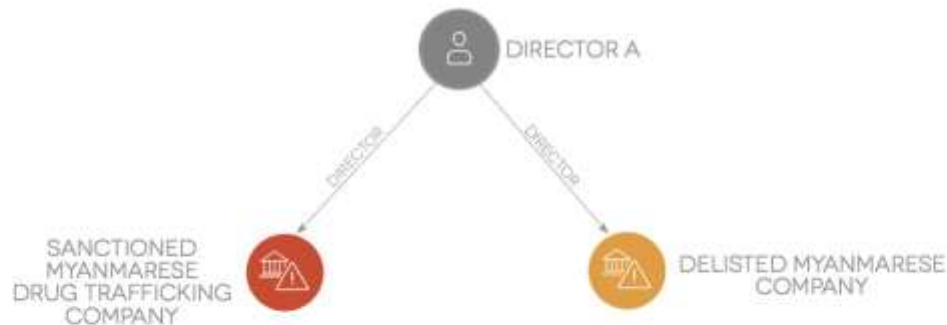 DIRECTOR A
DIRECTOR
DIRECTOR
SANCTIONED
MYANMARESE
DRUG TRAFFICKING
COMPANY
DELISTED MYANMARESE
COMPANY